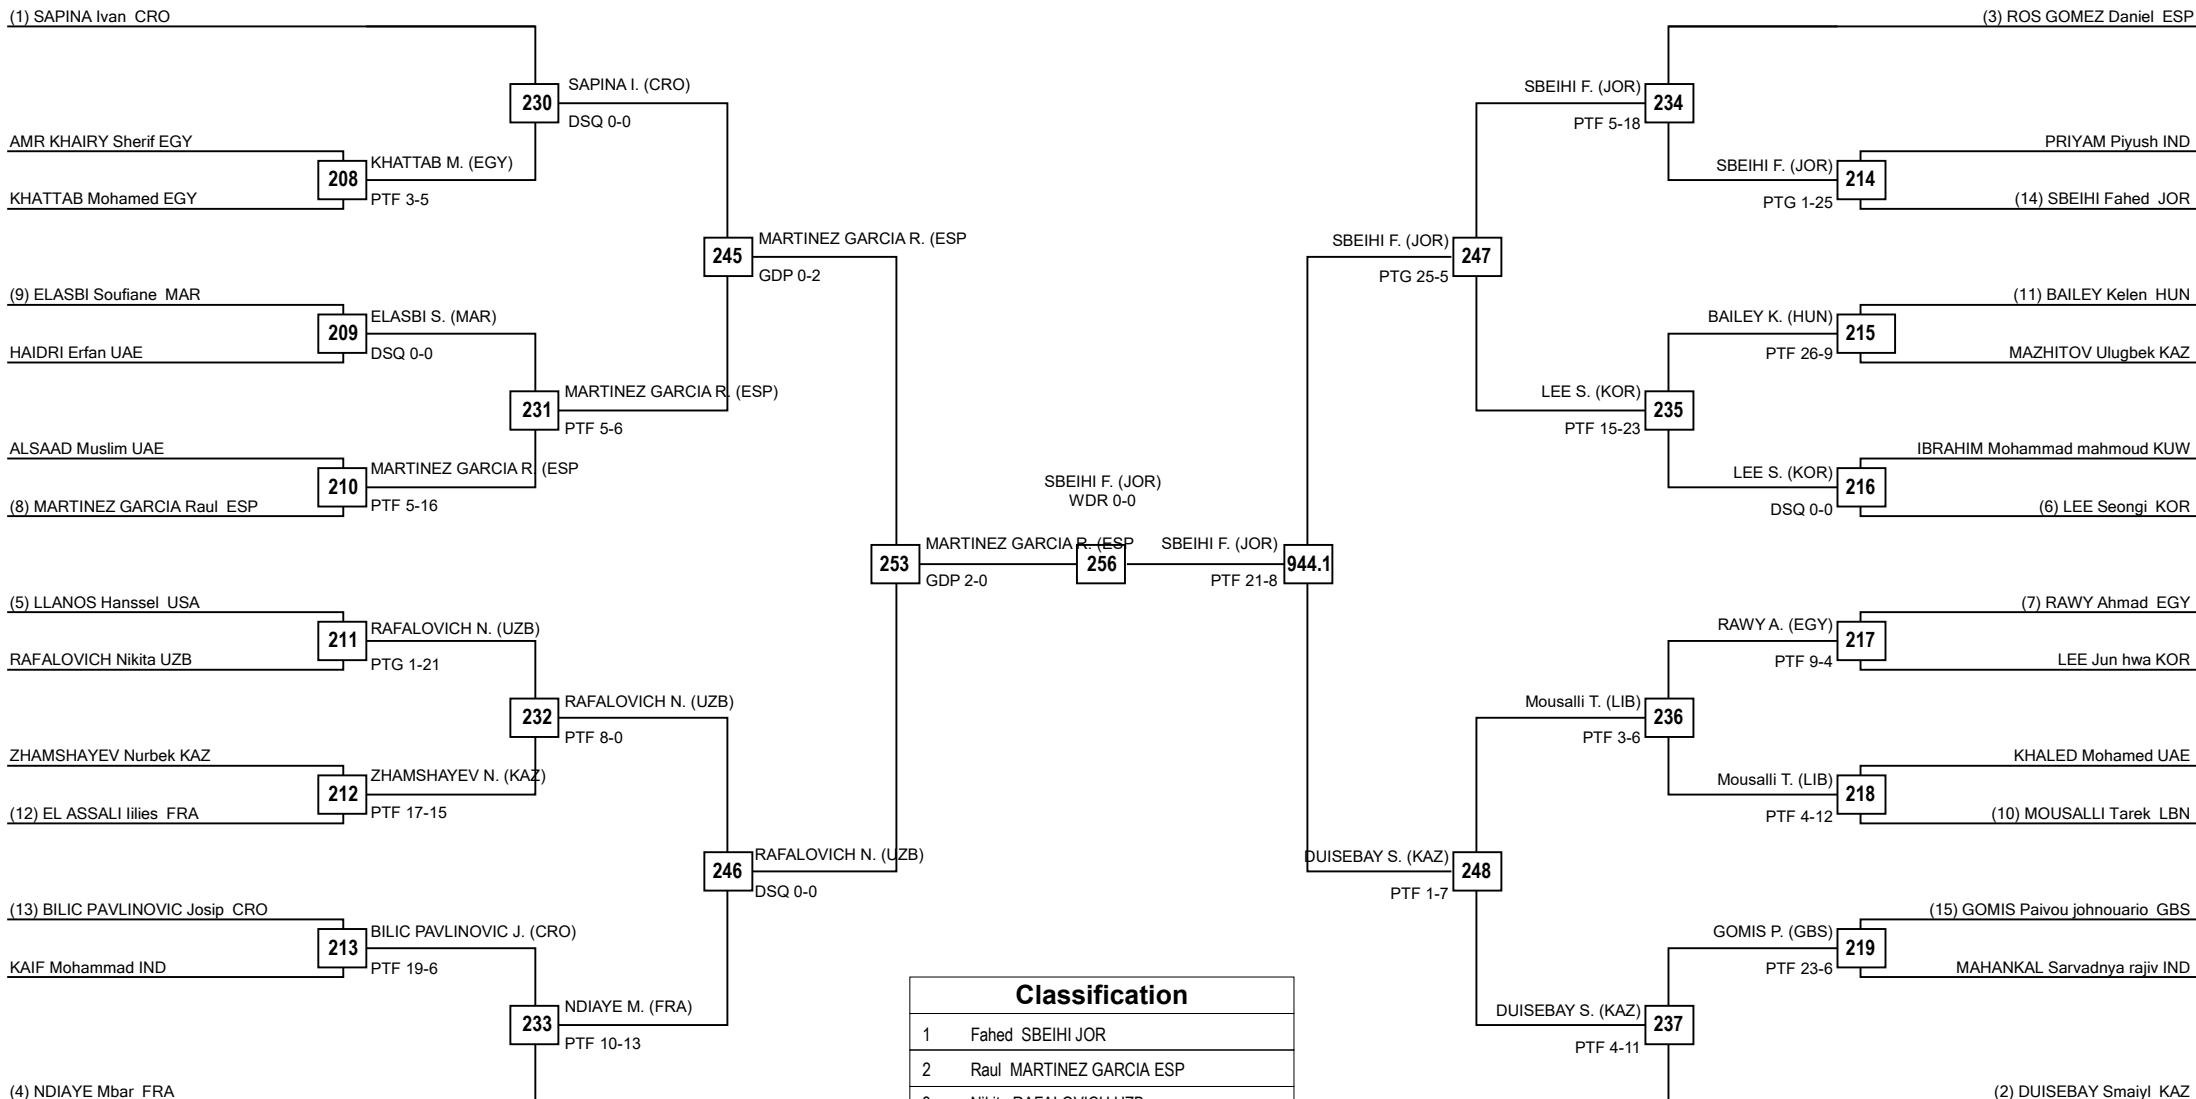 (1) SAPINA Ivan  CRO
SAPINA I. (CRO)
230
DSQ 0-0
AMR KHAIRY Sherif EGY
KHATTAB M. (EGY)
208
KHATTAB Mohamed EGY
PTF 3-5
MARTINEZ GARCIA R. (ESP
245
GDP 0-2
(9) ELASBI Soufiane  MAR
ELASBI S. (MAR)
209
HAIDRI Erfan UAE
DSQ 0-0
MARTINEZ GARCIA R. (ESP)
231
PTF 5-6
ALSAAD Muslim UAE
MARTINEZ GARCIA R. (ESP
210
(8) MARTINEZ GARCIA Raul  ESP
PTF 5-16
MARTINEZ GARCIA R. (ESP
253
GDP 2-0
(5) LLANOS Hanssel  USA
RAFALOVICH N. (UZB)
211
RAFALOVICH Nikita UZB
PTG 1-21
RAFALOVICH N. (UZB)
232
PTF 8-0
ZHAMSHAYEV Nurbek KAZ
ZHAMSHAYEV N. (KAZ)
212
(12) EL ASSALI Iilies  FRA
PTF 17-15
RAFALOVICH N. (UZB)
246
DSQ 0-0
(13) BILIC PAVLINOVIC Josip  CRO
BILIC PAVLINOVIC J. (CRO)
213
KAIF Mohammad IND
PTF 19-6
NDIAYE M. (FRA)
233
PTF 10-13
(4) NDIAYE Mbar  FRA
SBEIHI F. (JOR)
WDR 0-0
256
(3) ROS GOMEZ Daniel  ESP
SBEIHI F. (JOR)
234
PTF 5-18
PRIYAM Piyush IND
SBEIHI F. (JOR)
214
PTG 1-25
(14) SBEIHI Fahed  JOR
SBEIHI F. (JOR)
247
PTG 25-5
(11) BAILEY Kelen  HUN
BAILEY K. (HUN)
215
PTF 26-9
MAZHITOV Ulugbek KAZ
LEE S. (KOR)
235
PTF 15-23
IBRAHIM Mohammad mahmoud KUW
LEE S. (KOR)
216
DSQ 0-0
(6) LEE Seongi  KOR
SBEIHI F. (JOR)
944.1
PTF 21-8
(7) RAWY Ahmad  EGY
RAWY A. (EGY)
217
PTF 9-4
LEE Jun hwa KOR
Mousalli T. (LIB)
236
PTF 3-6
KHALED Mohamed UAE
Mousalli T. (LIB)
218
PTF 4-12
(10) MOUSALLI Tarek  LBN
DUISEBAY S. (KAZ)
248
PTF 1-7
(15) GOMIS Paivou johnouario  GBS
GOMIS P. (GBS)
219
PTF 23-6
MAHANKAL Sarvadnya rajiv IND
DUISEBAY S. (KAZ)
237
PTF 4-11
(2) DUISEBAY Smaiyl  KAZ
Classification
1 Fahed  SBEIHI JOR
2 Raul  MARTINEZ GARCIA ESP